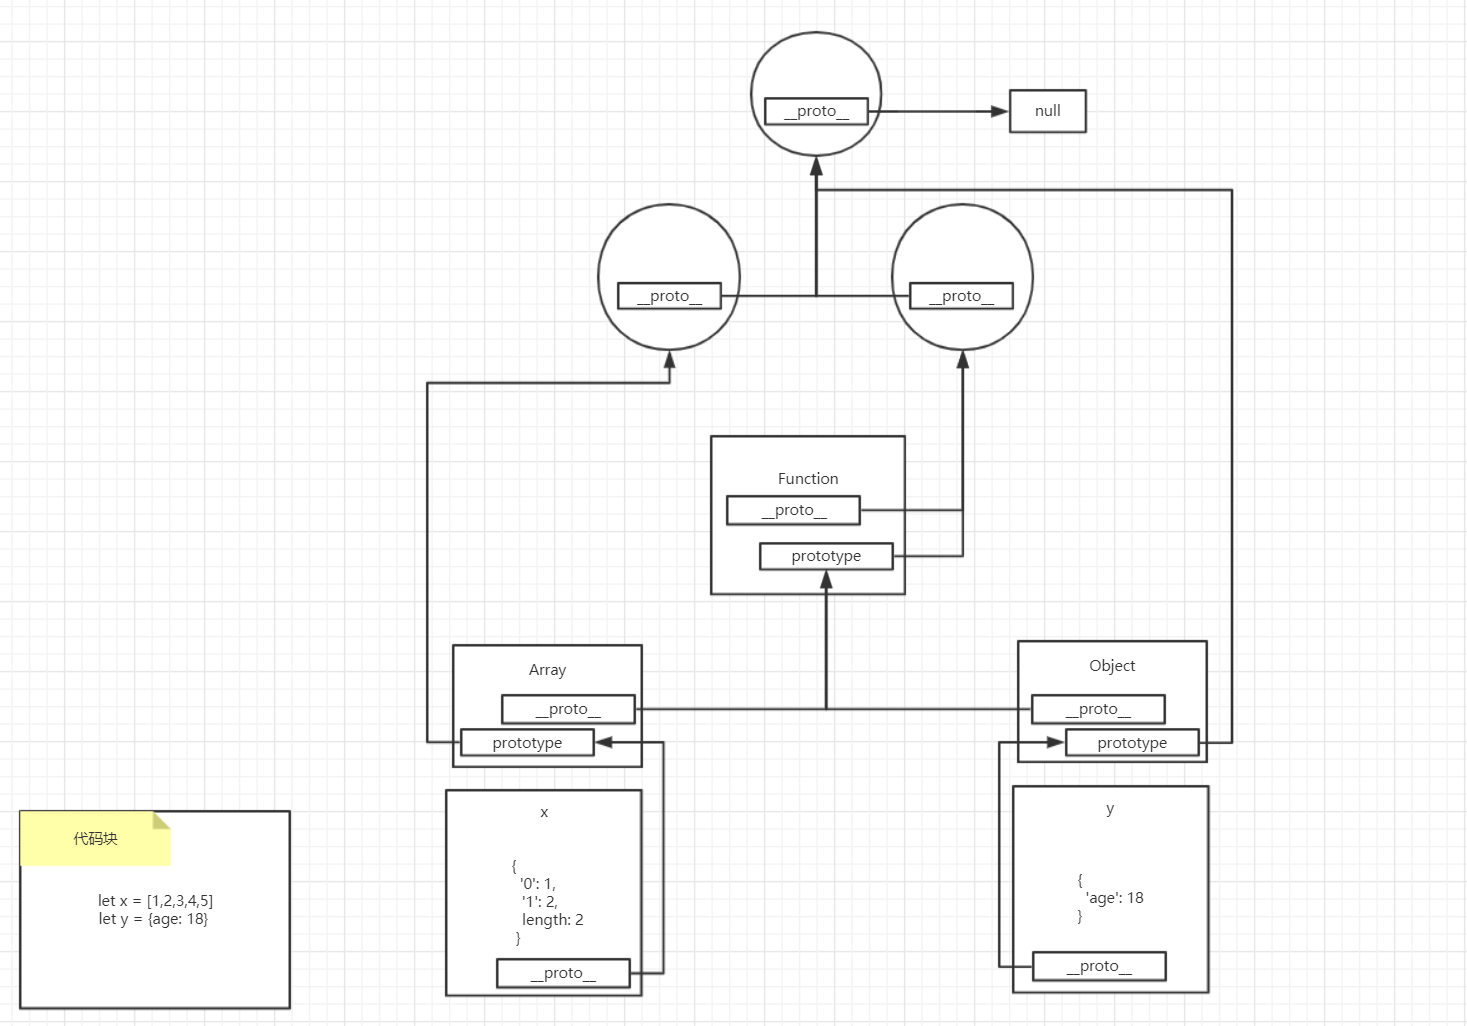 __proto__
null
__proto__
__proto__
Function
__proto__
prototype
Array
__proto__
prototype
Object
__proto__
prototype
x
{
'0': 1,
'1': 2,
length: 2
}
__proto__
y
{
'age': 18
}
__proto__
代码块
let x = [1,2,3,4,5]
let y = {age: 18}